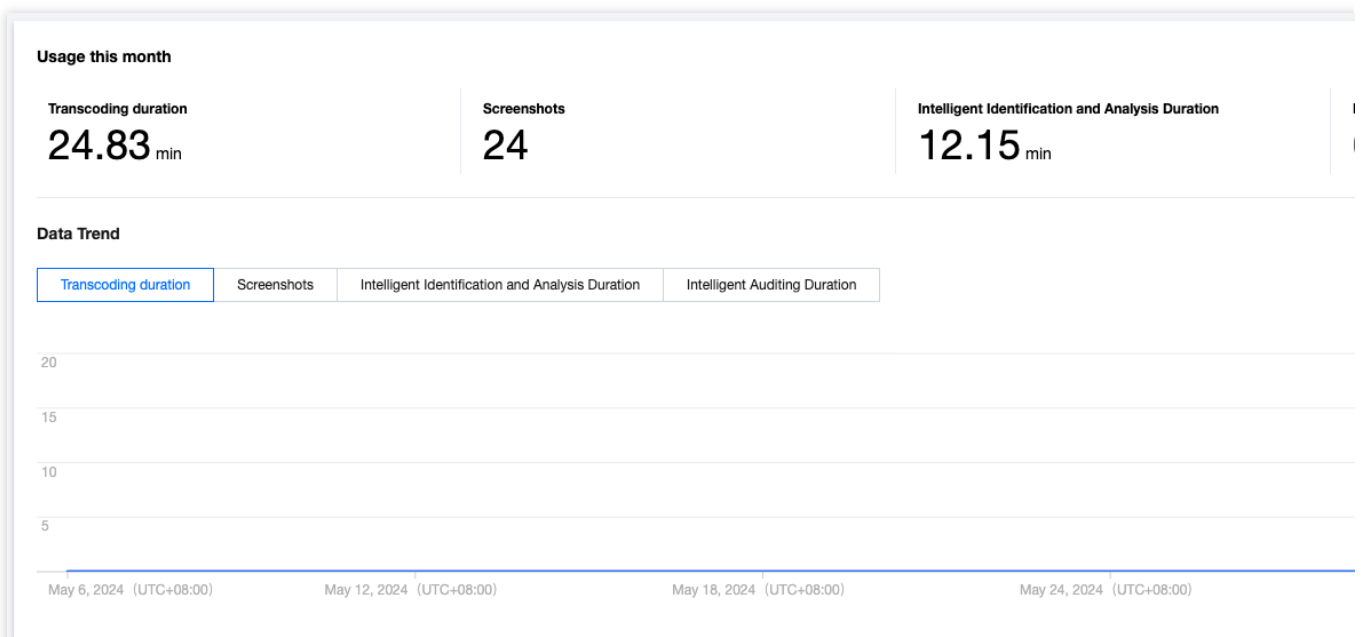 Usage this month
Transcoding duration
24.83 min
Screenshots
24
Intelligent Identification and Analysis Duration
12.15 min
Data Trend
Transcoding duration
Screenshots
Intelligent Identification and Analysis Duration
Intelligent Auditing Duration
20
15
10
5
May 6, 2024（UTC+08:00)
May 12, 2024（UTC+08:00)
May 18, 2024（UTC+08:00)
May 24, 2024（UTC+08:00)